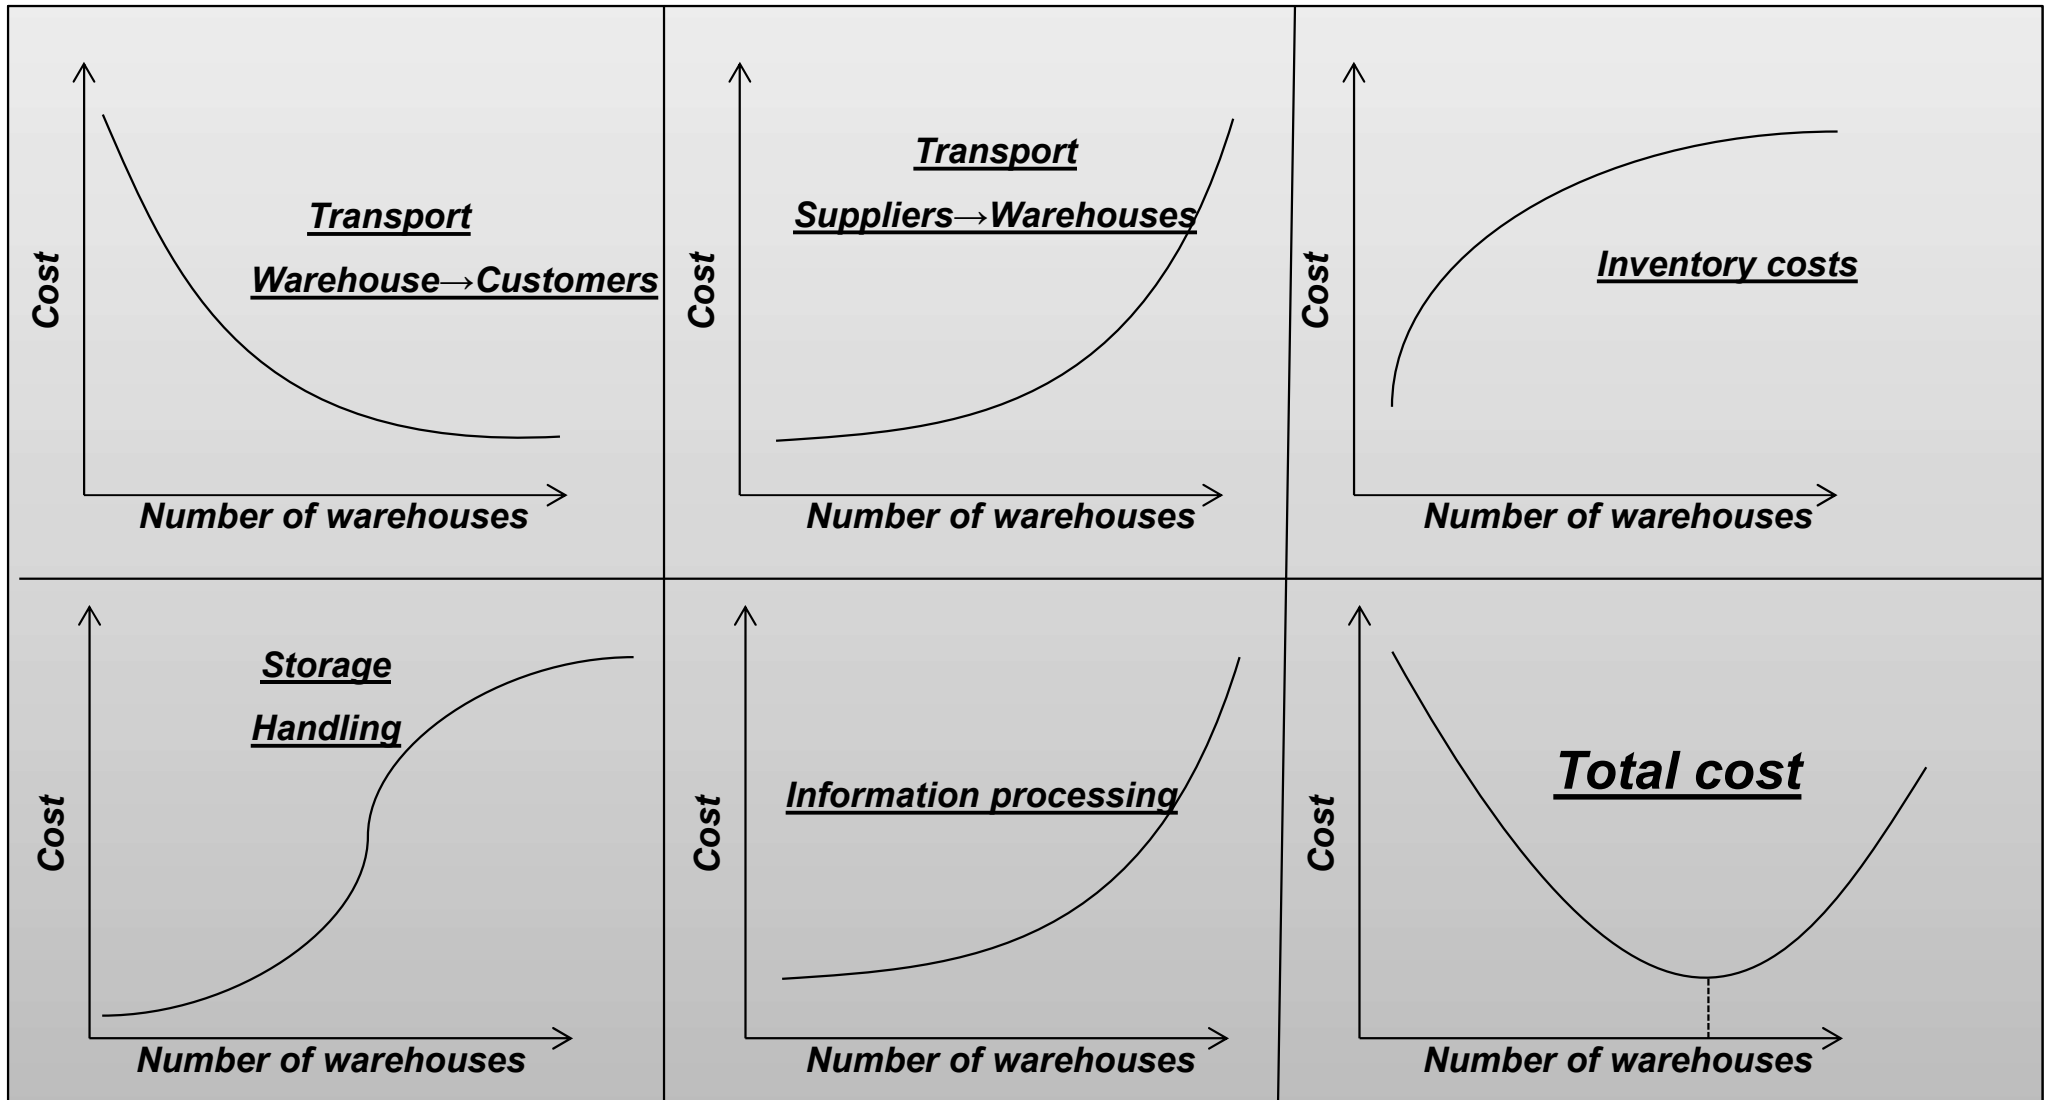 Transport
Warehouse→Customers
Cost
Number of warehouses
Transport
Suppliers→Warehouses
Cost
Number of warehouses
Inventory costs
Cost
Number of warehouses
Storage
Handling
Cost
Number of warehouses
Information processing
Cost
Number of warehouses
Total cost
Cost
Number of warehouses